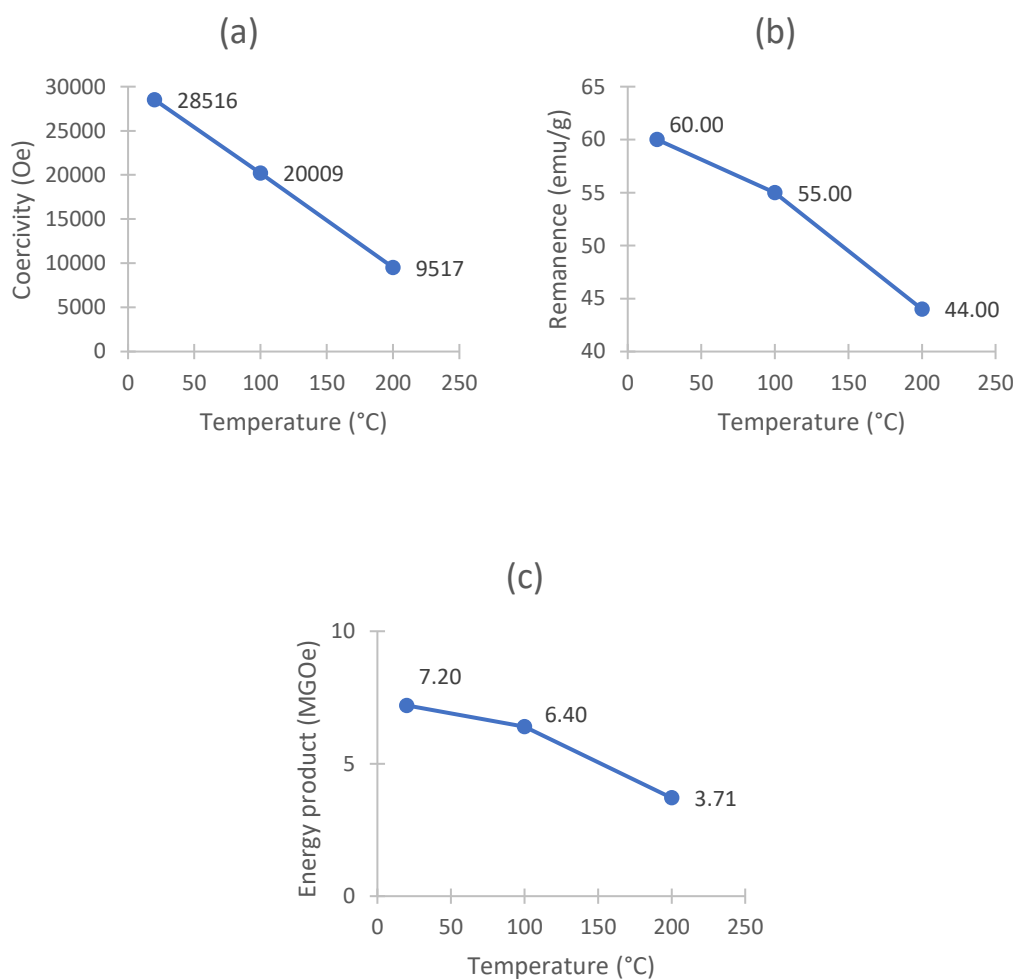 (a)
30000
25000
20000
15000
10000
5000
0
28516
20009
9517
0 50 100 150 200 250
Coercivity (Oe)
Temperature (°C)
(b)
65
60
55
50
45
40
60.00
55.00
44.00
0 50 100 150 200 250
Remanence (emu/g)
Temperature (°C)
(c)
10
5
0
7.20
6.40
3.71
0 50 100 150 200 250
Energy product (MGOe)
Temperature (°C)